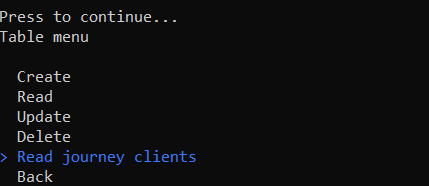 Press to continue...
Table menu
Create
Read
Update
Delete
> Read journey clients
Back